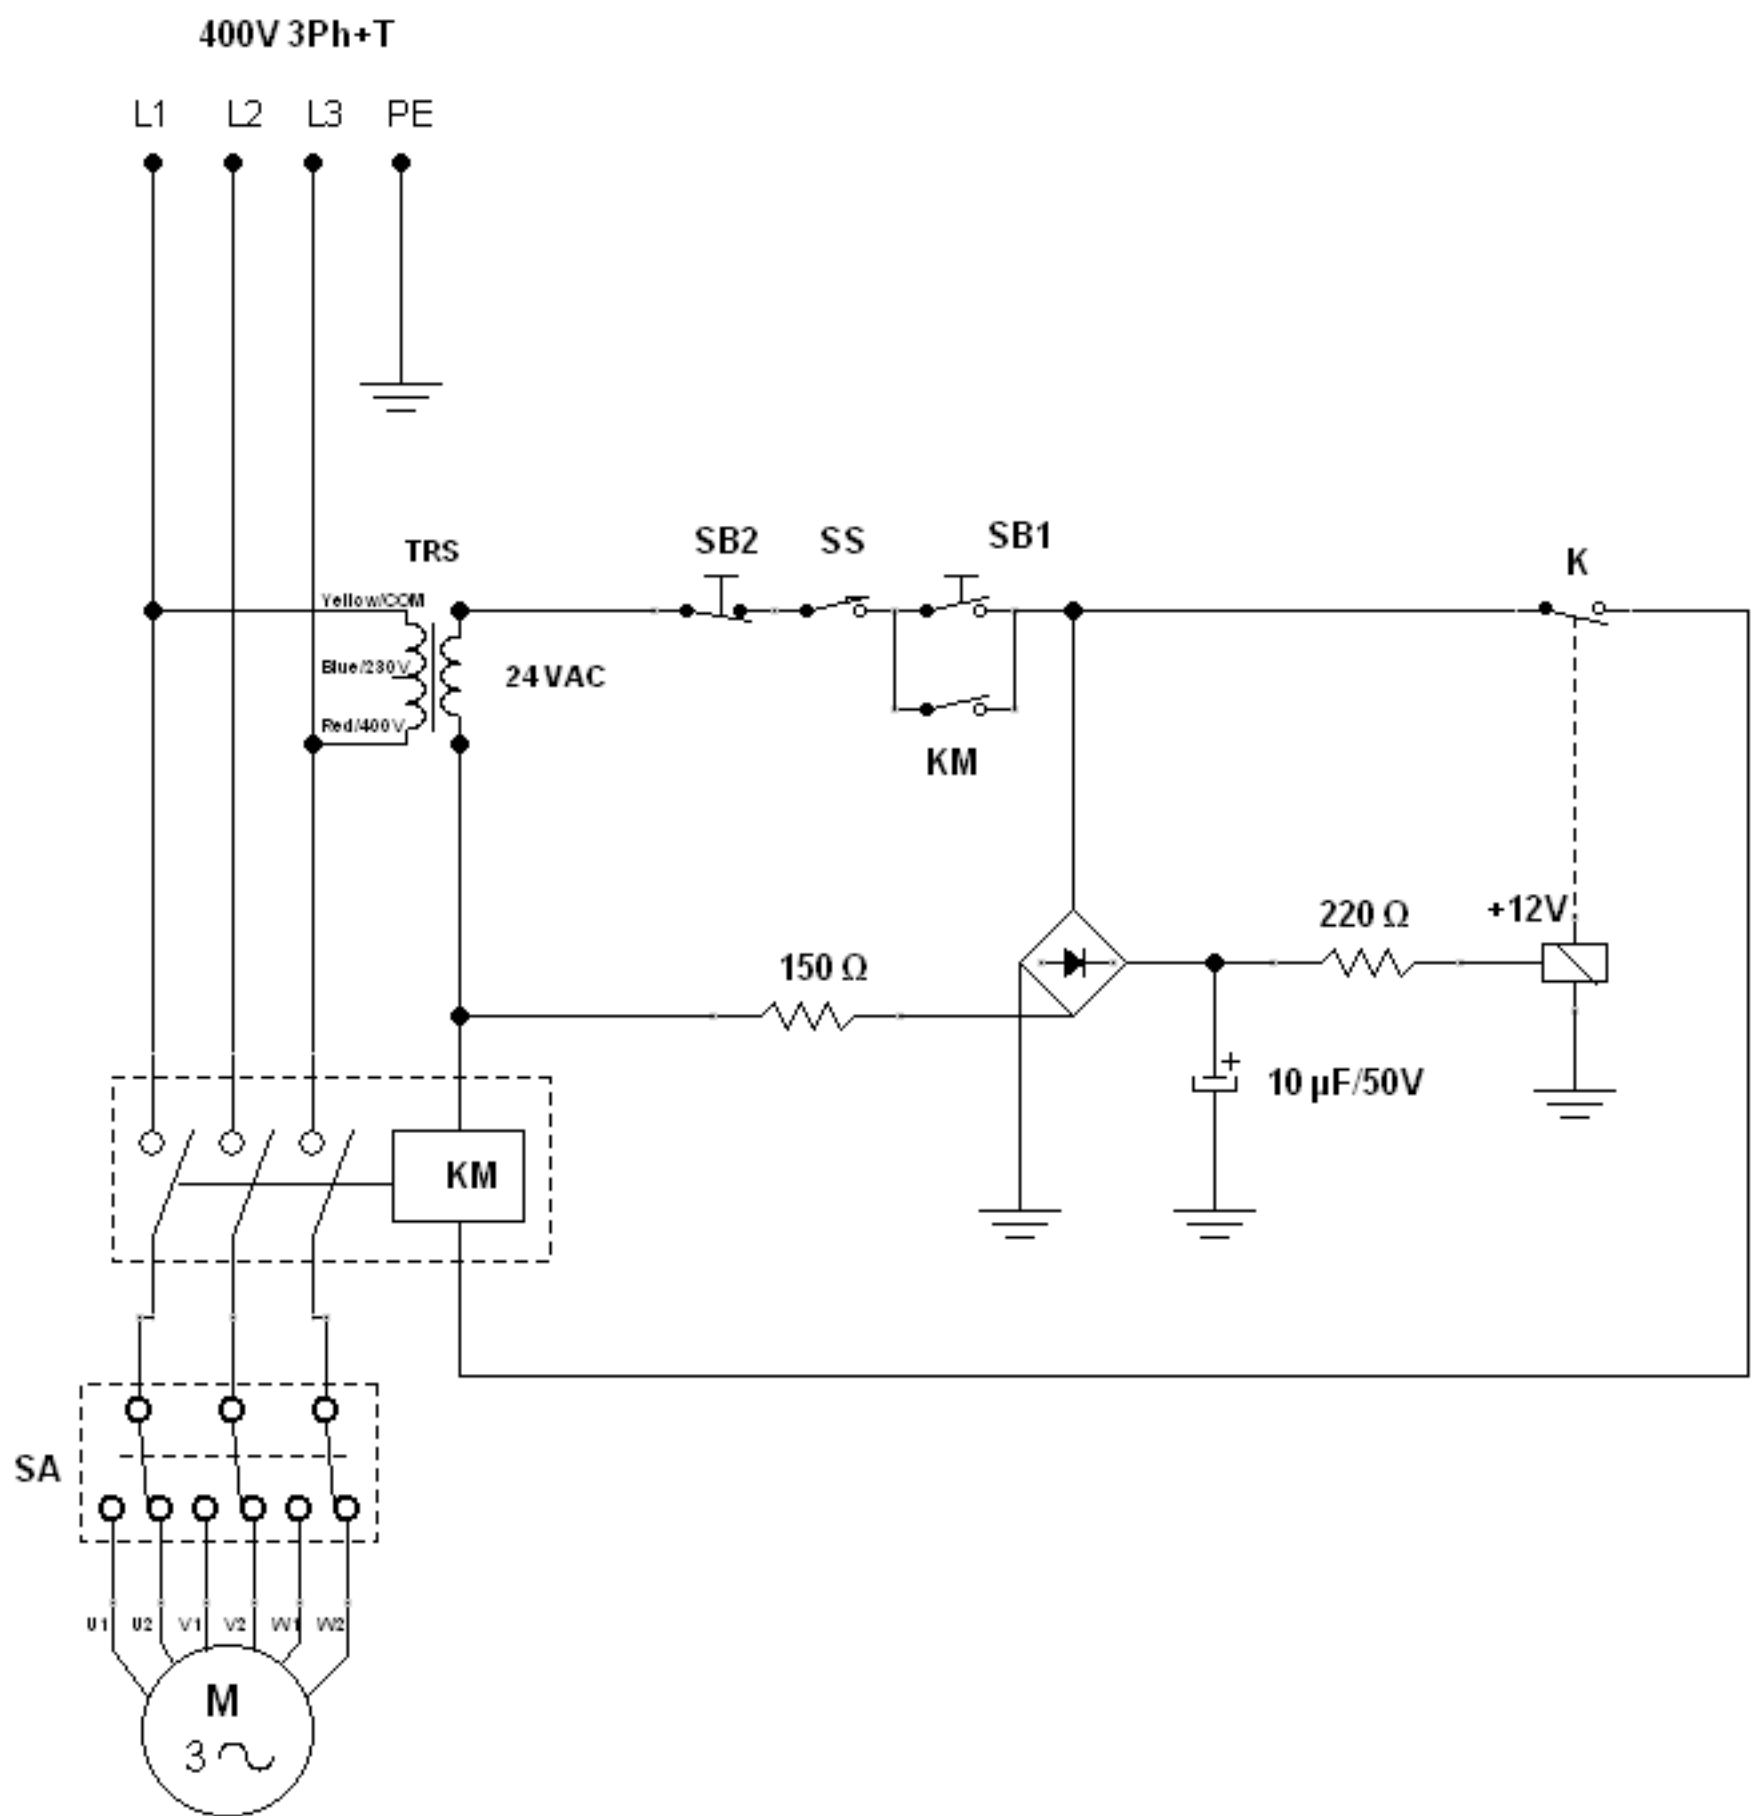 400V 3Ph+T
L1 L2 L3 PE
SB2 SS SB1
TRS
K
Yellow/COM
Blue/230V
24 VAC
Red/400V
KM
220 Ω +12V
150 Ω
10 µF/50V
KM
SA
U1 U2 V1 V2 W1 W2
M
3